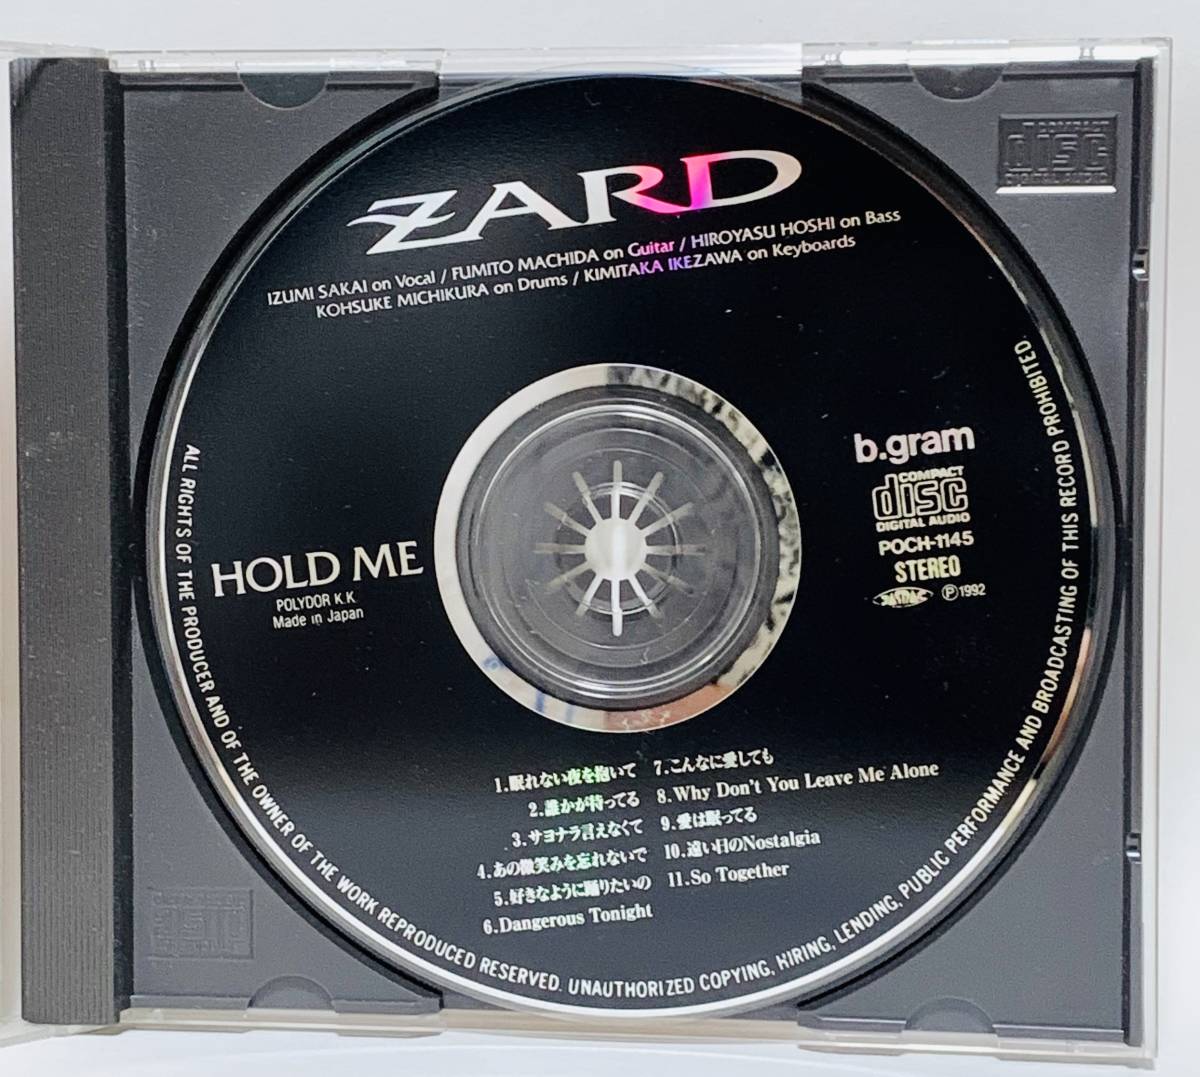 ZARD
IZUMI SAKAI on Vocal / FUMITO MACHIDA on Guitar / HIROYASU HOSHI on Bass
KOHSUKE MICHIKURA on Drums / KIMITAKA IKEZAWA on Keyboards
HOLD ME
POLYDOR K.K.
Made in Japan
b.gram
COMPACT
disc
DIGITAL AUDIO
POCH-1145
STEREO
JASRAC Ⓟ1992
1.眠れない夜を抱いて
2.誰かが待ってる
3.サヨナラ言えなくて
4.あの微笑みを忘れないで
5.好きなように踊りたいの
6.Dangerous Tonight
7.こんなに愛しても
8.Why Don't You Leave Me Alone
9.愛は眠ってる
10.遠い日のNostalgia
11.So Together
ALL RIGHTS OF THE PRODUCER AND OF THE OWNER OF THE WORK REPRODUCED RESERVED. UNAUTHORIZED COPYING, HIRING, LENDING, PUBLIC PERFORMANCE AND BROADCASTING OF THIS RECORD PROHIBITED.
COMPACT
disc
DIGITAL AUDIO